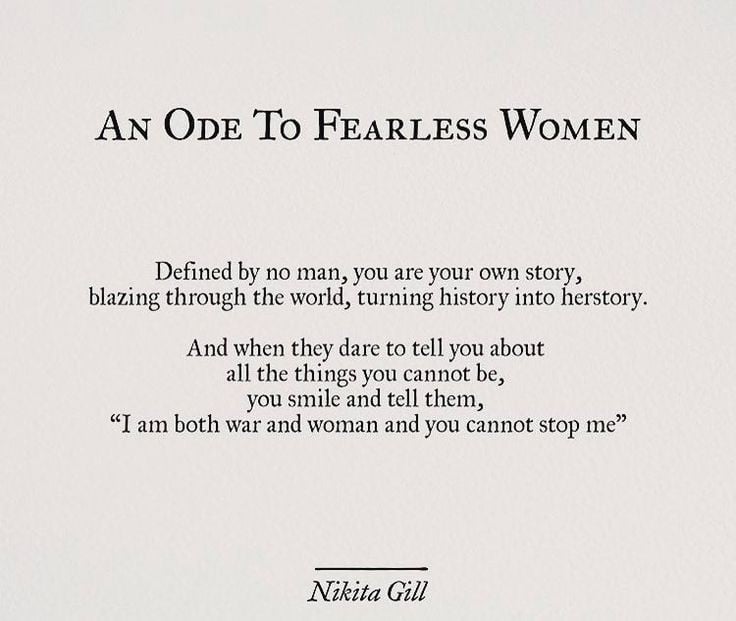 An Ode To Fearless Women
Defined by no man, you are your own story,
blazing through the world, turning history into herstory.
And when they dare to tell you about
all the things you cannot be,
you smile and tell them,
“I am both war and woman and you cannot stop me”
Nikita Gill